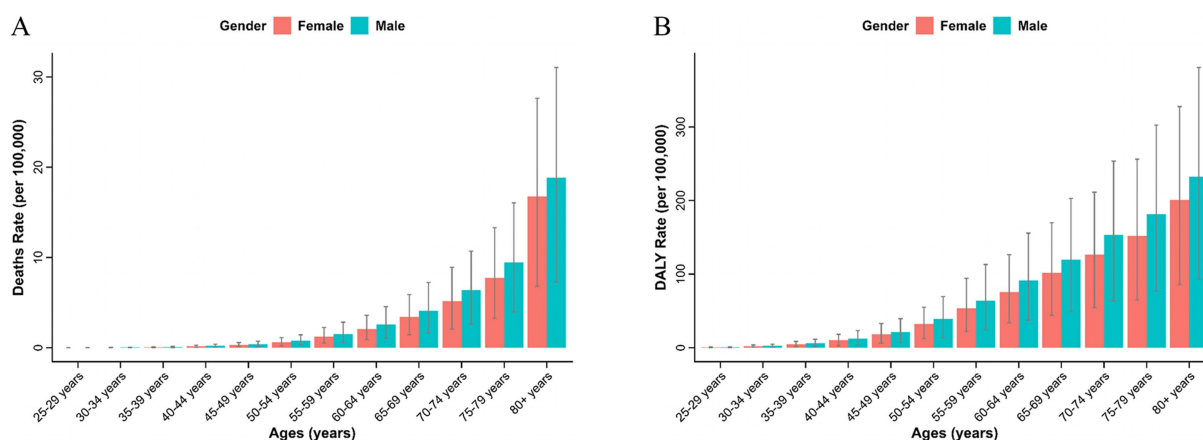 A
Gender Female Male
Deaths Rate (per 100,000)
30
20
10
0
25-29 years
30-34 years
35-39 years
40-44 years
45-49 years
50-54 years
55-59 years
60-64 years
65-69 years
70-74 years
75-79 years
80+ years
Ages (years)
B
Gender Female Male
DALY Rate (per 100,000)
300
200
100
0
25-29 years
30-34 years
35-39 years
40-44 years
45-49 years
50-54 years
55-59 years
60-64 years
65-69 years
70-74 years
75-79 years
80+ years
Ages (years)